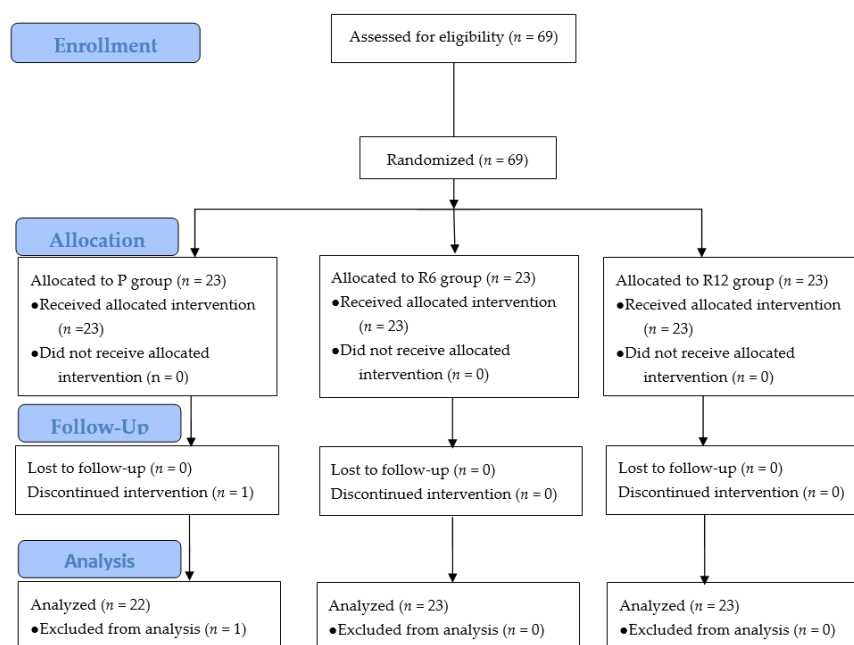 Enrollment
Assessed for eligibility (n = 69)
Randomized (n = 69)
Allocation
Allocated to P group (n = 23)
●Received allocated intervention
(n =23)
●Did not receive allocated
intervention (n = 0)
Allocated to R6 group (n = 23)
●Received allocated intervention
(n = 23)
●Did not receive allocated
intervention (n = 0)
Allocated to R12 group (n = 23)
●Received allocated intervention
(n = 23)
●Did not receive allocated
intervention (n = 0)
Follow-Up
Lost to follow-up (n = 0)
Discontinued intervention (n = 1)
Lost to follow-up (n = 0)
Discontinued intervention (n = 0)
Lost to follow-up (n = 0)
Discontinued intervention (n = 0)
Analysis
Analyzed (n = 22)
●Excluded from analysis (n = 1)
Analyzed (n = 23)
●Excluded from analysis (n = 0)
Analyzed (n = 23)
●Excluded from analysis (n = 0)